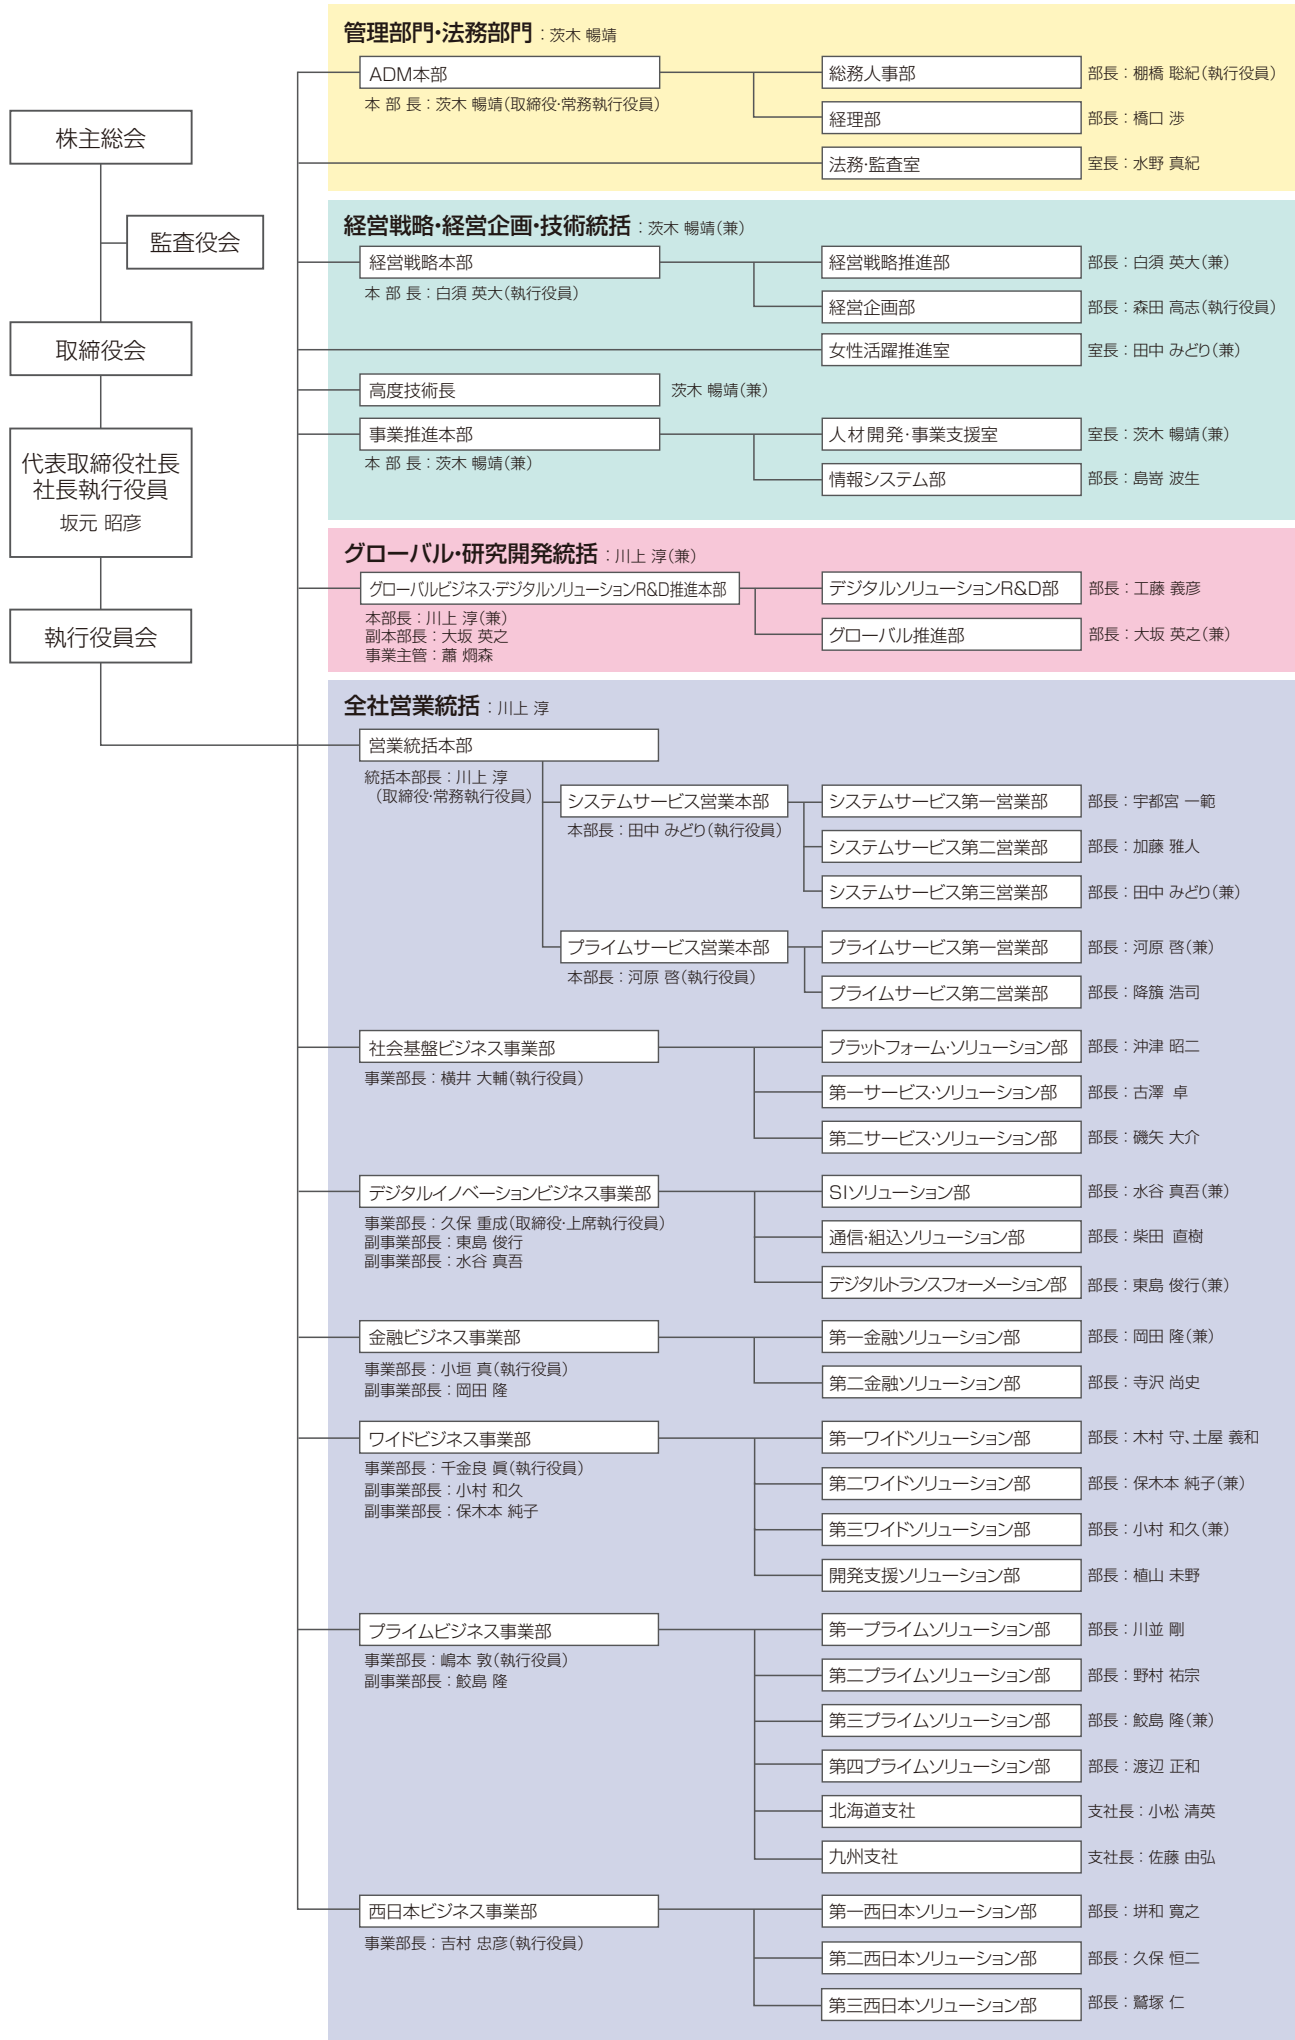 株主総会
監査役会
取締役会
代表取締役社長
社長執行役員
坂元 昭彦
執行役員会
管理部門・法務部門：茨木 暢靖
ADM本部
本 部 長：茨木 暢靖（取締役・常務執行役員）
総務人事部 部長：棚橋 聡紀（執行役員）
経理部 部長：橋口 渉
法務・監査室 室長：水野 真紀
経営戦略・経営企画・技術統括：茨木 暢靖（兼）
経営戦略本部
本 部 長：白須 英大（執行役員）
経営戦略推進部 部長：白須 英大（兼）
経営企画部 部長：森田 高志（執行役員）
女性活躍推進室 室長：田中 みどり（兼）
高度技術長 茨木 暢靖（兼）
事業推進本部
本 部 長：茨木 暢靖（兼）
人材開発・事業支援室 室長：茨木 暢靖（兼）
情報システム部 部長：島嵜 波生
グローバル・研究開発統括：川上 淳（兼）
グローバルビジネス・デジタルソリューションR&D推進本部
本部長：川上 淳（兼）
副本部長：大坂 英之
事業主管：蕭 烱森
デジタルソリューションR&D部 部長：工藤 義彦
グローバル推進部 部長：大坂 英之（兼）
全社営業統括：川上 淳
営業統括本部
統括本部長：川上 淳
（取締役・常務執行役員）
システムサービス営業本部
本部長：田中 みどり（執行役員）
システムサービス第一営業部 部長：宇都宮 一範
システムサービス第二営業部 部長：加藤 雅人
システムサービス第三営業部 部長：田中 みどり（兼）
プライムサービス営業本部
本部長：河原 啓（執行役員）
プライムサービス第一営業部 部長：河原 啓（兼）
プライムサービス第二営業部 部長：降籏 浩司
社会基盤ビジネス事業部
事業部長：横井 大輔（執行役員）
プラットフォーム・ソリューション部 部長：沖津 昭二
第一サービス・ソリューション部 部長：古澤 卓
第二サービス・ソリューション部 部長：磯矢 大介
デジタルイノベーションビジネス事業部
事業部長：久保 重成（取締役・上席執行役員）
副事業部長：東島 俊行
副事業部長：水谷 真吾
SIソリューション部 部長：水谷 真吾（兼）
通信・組込ソリューション部 部長：柴田 直樹
デジタルトランスフォーメーション部 部長：東島 俊行（兼）
金融ビジネス事業部
事業部長：小垣 真（執行役員）
副事業部長：岡田 隆
第一金融ソリューション部 部長：岡田 隆（兼）
第二金融ソリューション部 部長：寺沢 尚史
ワイドビジネス事業部
事業部長：千金良 眞（執行役員）
副事業部長：小村 和久
副事業部長：保木本 純子
第一ワイドソリューション部 部長：木村 守、土屋 義和
第二ワイドソリューション部 部長：保木本 純子（兼）
第三ワイドソリューション部 部長：小村 和久（兼）
開発支援ソリューション部 部長：植山 未野
プライムビジネス事業部
事業部長：嶋本 敦（執行役員）
副事業部長：鮫島 隆
第一プライムソリューション部 部長：川並 剛
第二プライムソリューション部 部長：野村 祐宗
第三プライムソリューション部 部長：鮫島 隆（兼）
第四プライムソリューション部 部長：渡辺 正和
北海道支社 支社長：小松 清英
九州支社 支社長：佐藤 由弘
西日本ビジネス事業部
事業部長：吉村 忠彦（執行役員）
第一西日本ソリューション部 部長：垪和 寛之
第二西日本ソリューション部 部長：久保 恒二
第三西日本ソリューション部 部長：鷲塚 仁